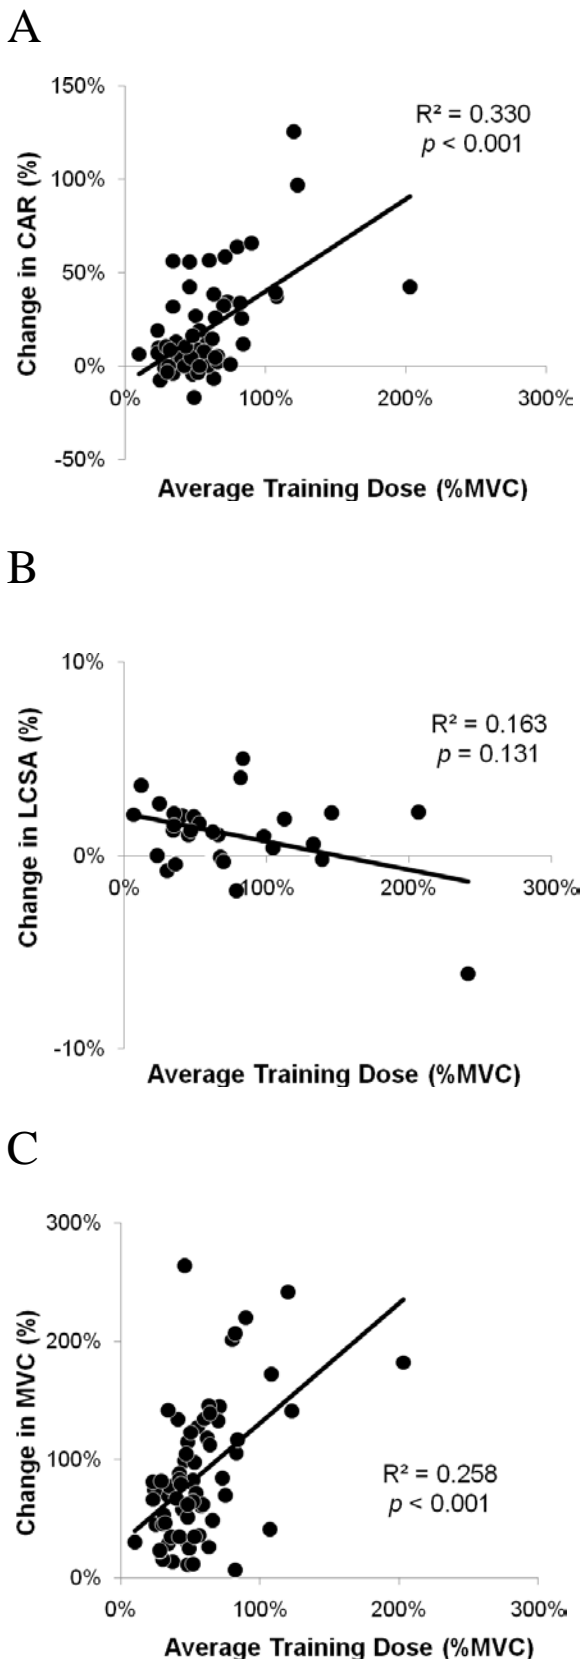 A
150%
R² = 0.330
p < 0.001
100%
Change in CAR (%)
50%
0%
0% 100% 200% 300%
-50%
Average Training Dose (%MVC)
B
10%
R² = 0.163
p = 0.131
Change in LCSA (%)
0%
0% 100% 200% 300%
-10%
Average Training Dose (%MVC)
C
300%
200%
Change in MVC (%)
100%
R² = 0.258
p < 0.001
0%
0% 100% 200% 300%
Average Training Dose (%MVC)